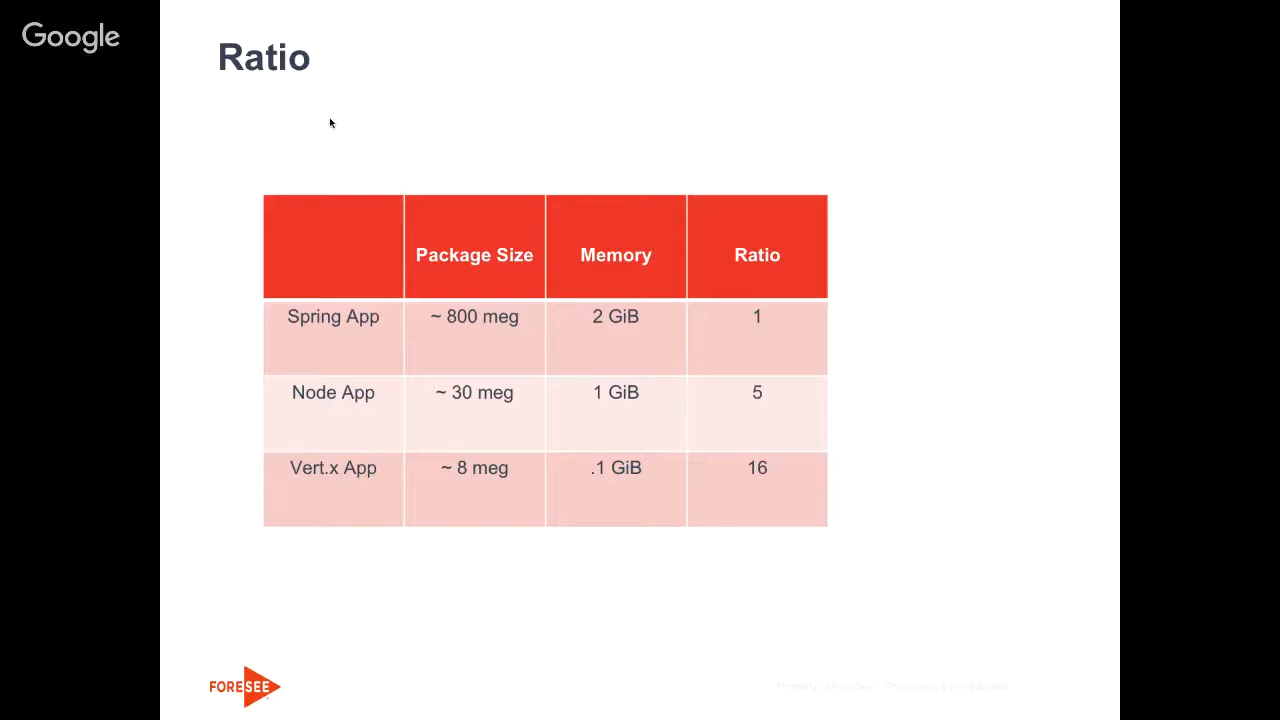 Google
Ratio
Package Size Memory Ratio
Spring App ~ 800 meg 2 GiB 1
Node App ~ 30 meg 1 GiB 5
Vert.x App ~ 8 meg .1 GiB 16
FORESEE